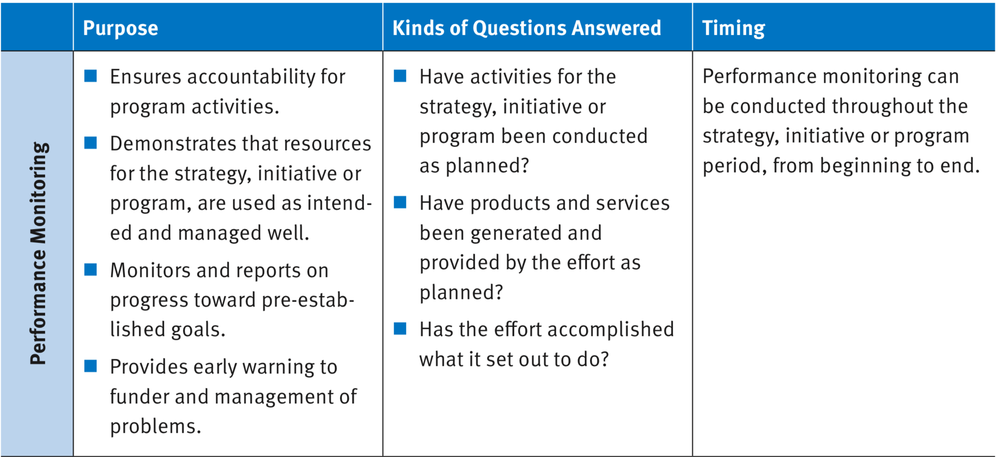 Purpose
Kinds of Questions Answered
Timing
Performance Monitoring
Ensures accountability for
program activities.
Demonstrates that resources
for the strategy, initiative or
program, are used as intend-
ed and managed well.
Monitors and reports on
progress toward pre-estab-
lished goals.
Provides early warning to
funder and management of
problems.
Have activities for the
strategy, initiative or
program been conducted
as planned?
Have products and services
been generated and
provided by the effort as
planned?
Has the effort accomplished
what it set out to do?
Performance monitoring can
be conducted throughout the
strategy, initiative or program
period, from beginning to end.